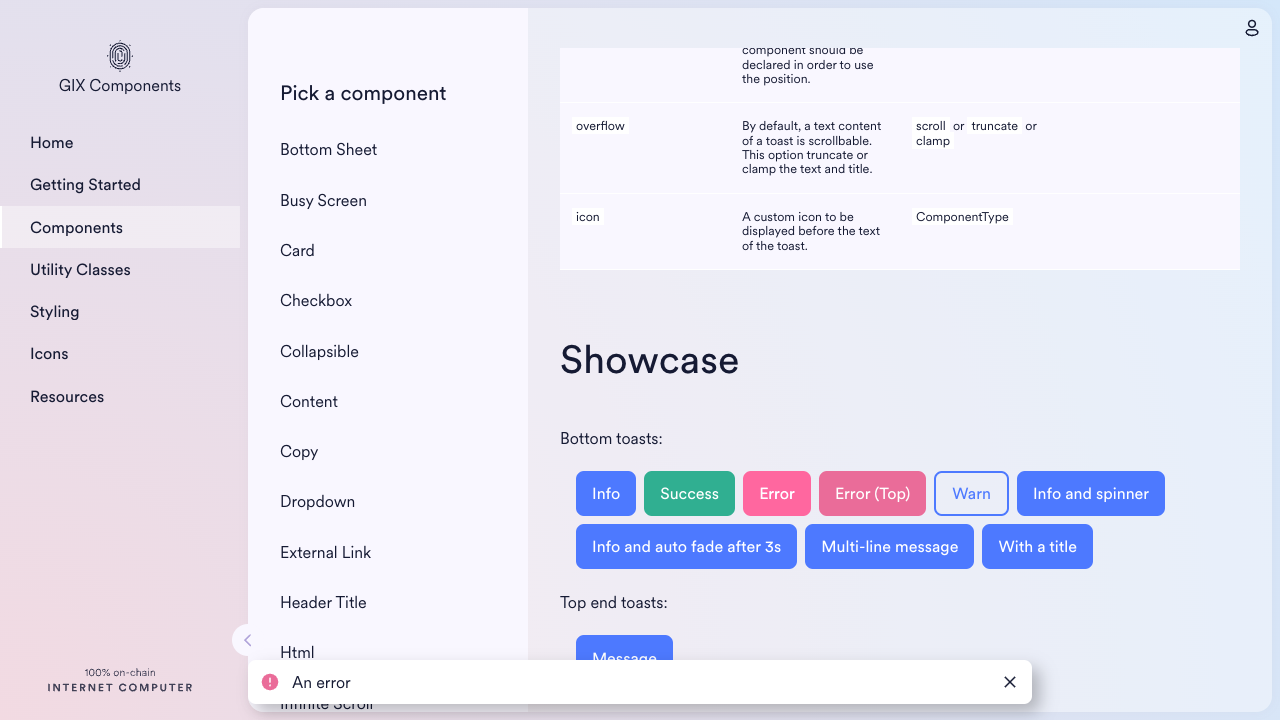 GIX Components
Home
Getting Started
Components
Utility Classes
Styling
Icons
Resources
100% on-chain
INTERNET COMPUTER
Pick a component
Bottom Sheet
Busy Screen
Card
Checkbox
Collapsible
Content
Copy
Dropdown
External Link
Header Title
Html
Infinite Scroll
component should be
declared in order to use
the position.
overflow
By default, a text content
of a toast is scrollable.
This option truncate or
clamp the text and title.
scroll or truncate or
clamp
icon
A custom icon to be
displayed before the text
of the toast.
ComponentType
Showcase
Bottom toasts:
Info Success Error Error (Top) Warn Info and spinner
Info and auto fade after 3s Multi-line message With a title
Top end toasts:
Message
An error